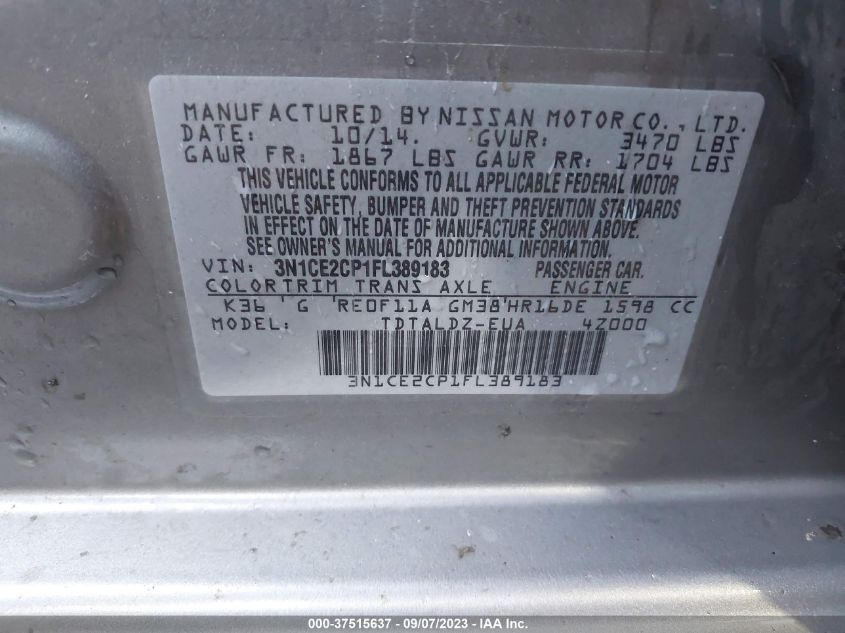 MANUFACTURED BY NISSAN MOTOR CO., LTD.
DATE: 10/14. GVWR: 3470 LBS
GAWR FR: 1867 LBS GAWR RR: 1704 LBS
THIS VEHICLE CONFORMS TO ALL APPLICABLE FEDERAL MOTOR
VEHICLE SAFETY, BUMPER AND THEFT PREVENTION STANDARDS
IN EFFECT ON THE DATE OF MANUFACTURE SHOWN ABOVE.
SEE OWNER'S MANUAL FOR ADDITIONAL INFORMATION.
VIN: 3N1CE2CP1FL389183 PASSENGER CAR.
COLOR TRIM TRANS AXLE ENGINE
K36 'G 'RE0F11A GM38'HR16DE 1598 CC
MODEL: TDTALDZ-EUA 4Z000
3N1CE2CP1FL389183
000-37515637 - 09/07/2023 - IAA Inc.